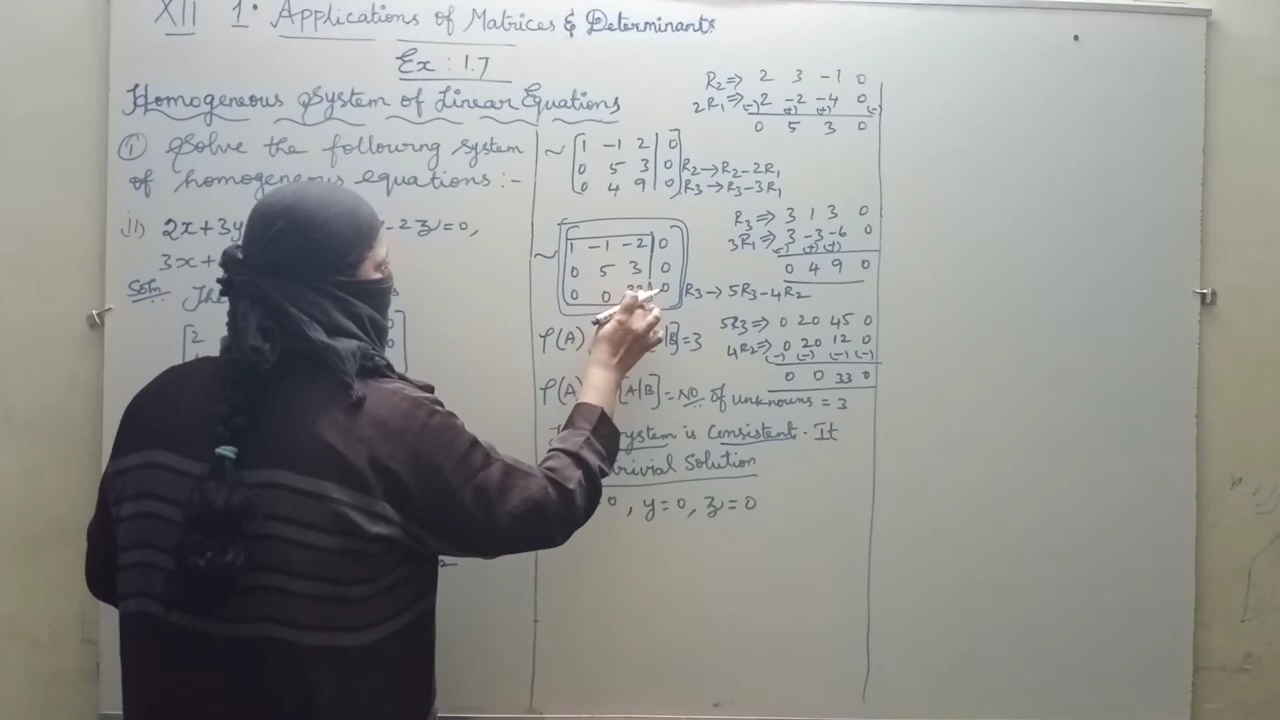 XII 1. Applications of Matrices & Determinants
Ex : 1.7
Homogeneous System of Linear Equations
① Solve the following system
of homogeneous equations :-
ii) 2x+3y -2z=0,
3x+
Soln The
[2
~ [1 -1 2 | 0]
[0 5 3 | 0] R2→R2-2R1
[0 4 9 | 0] R3→R3-3R1
~ [1 -1 -2 | 0]
[0 5 3 | 0]
[0 0 33 | 0] R3→5R3-4R2
ρ(A) |B]=3
ρ(A) [A|B]=No of unknowns = 3
system is Consistent. It
trivial Solution
=0, y=0, z=0
R2⇒ 2 3 -1 0
2R1⇒ 2 -2 -4 0
(-) (+) (+) (-)
0 5 3 0
R3⇒ 3 1 3 0
3R1⇒ 3 -3 -6 0
(-) (+) (+)
0 4 9 0
5R3⇒ 0 20 45 0
4R2⇒ 0 20 12 0
(-) (-) (-) (-)
0 0 33 0